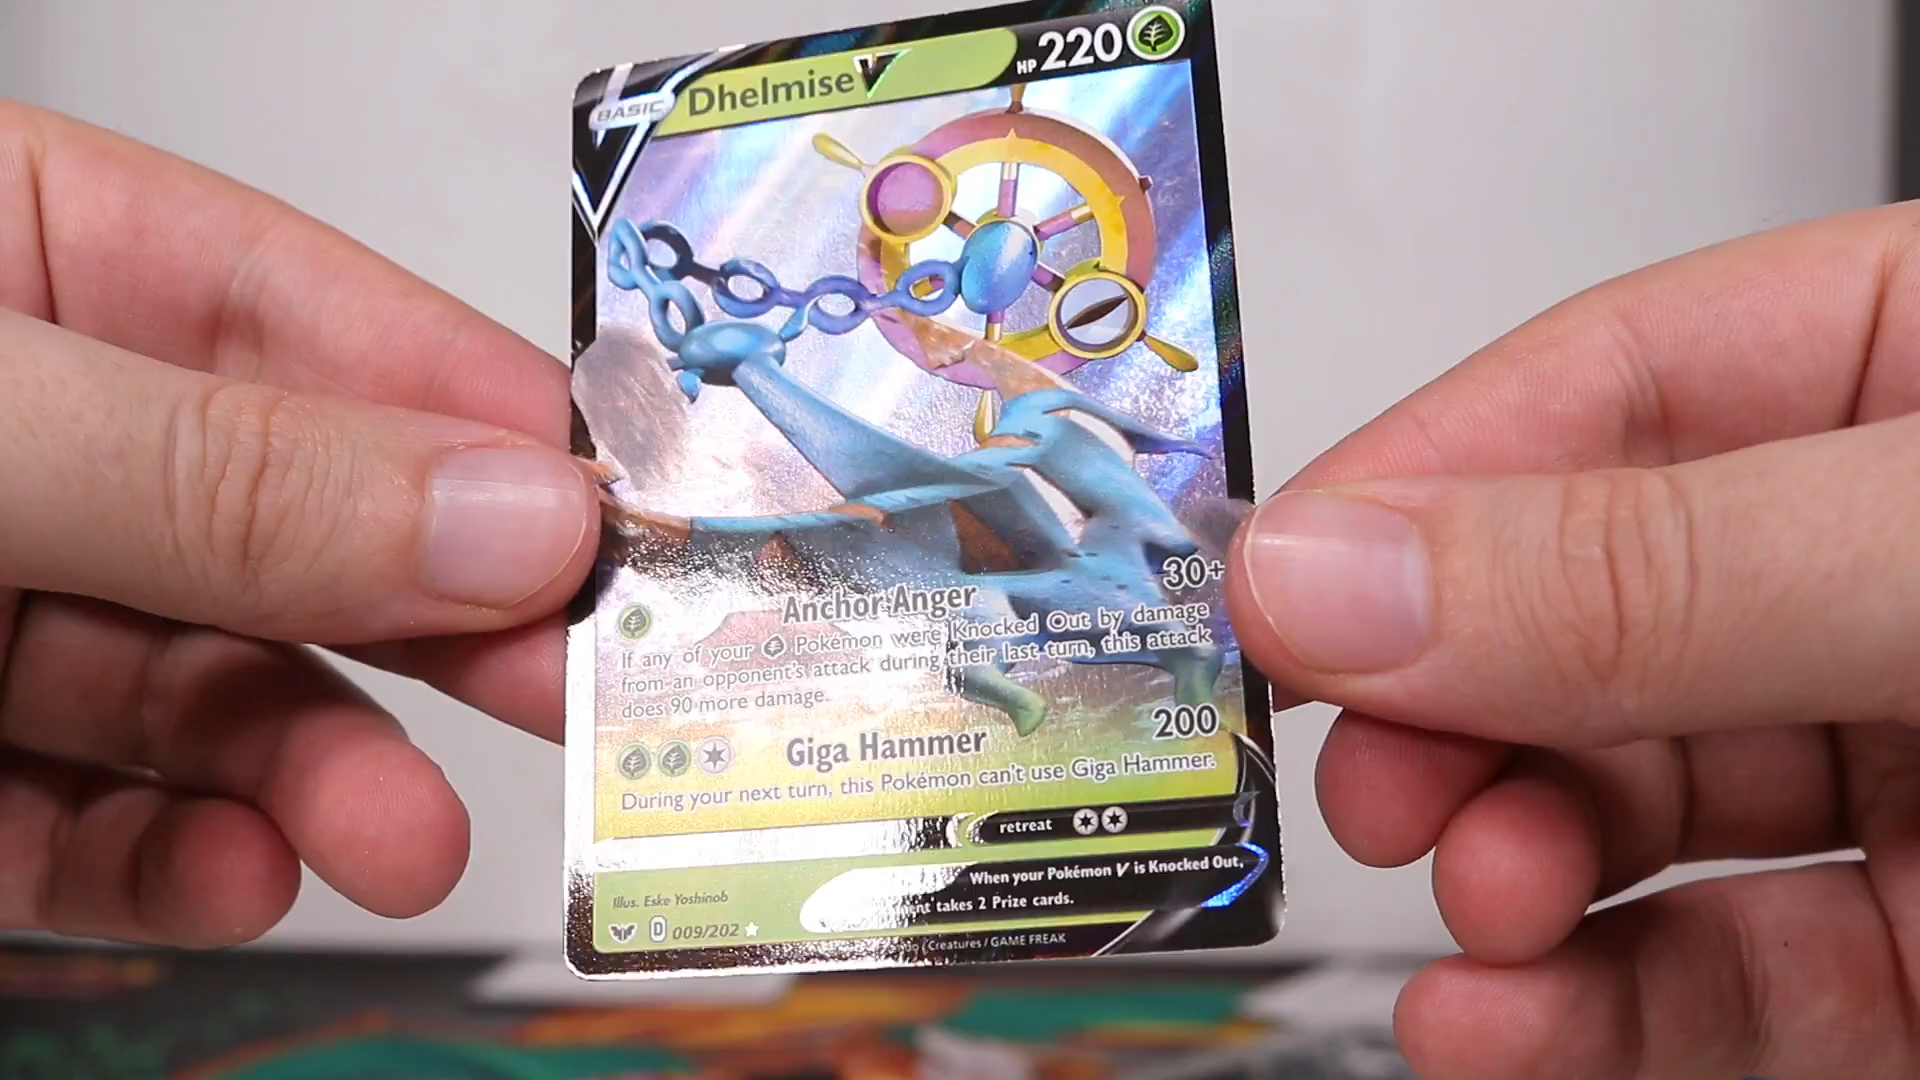 BASIC
Dhelmise V
HP 220
Anchor Anger 30+
If any of your Pokémon were Knocked Out by damage
from an opponent's attack during their last turn, this attack
does 90 more damage.
Giga Hammer 200
During your next turn, this Pokémon can't use Giga Hammer.
retreat
When your Pokémon V is Knocked Out,
takes 2 Prize cards.
Illus. Eske Yoshinob
D 009/202
Creatures / GAME FREAK